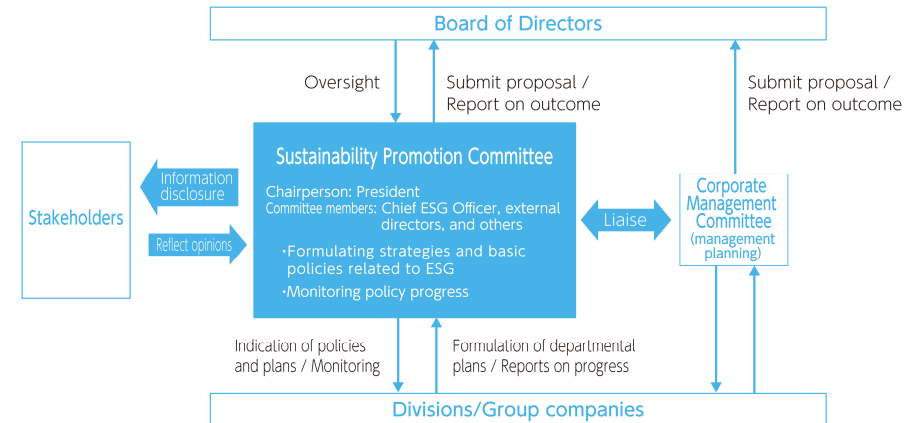 Board of Directors
Oversight
Submit proposal /
Report on outcome
Submit proposal /
Report on outcome
Stakeholders
Information
disclosure
Reflect opinions
Sustainability Promotion Committee
Chairperson: President
Committee members: Chief ESG Officer, external
directors, and others
・Formulating strategies and basic
policies related to ESG
・Monitoring policy progress
Liaise
Corporate
Management
Committee
(management
planning)
Indication of policies
and plans / Monitoring
Formulation of departmental
plans / Reports on progress
Divisions/Group companies